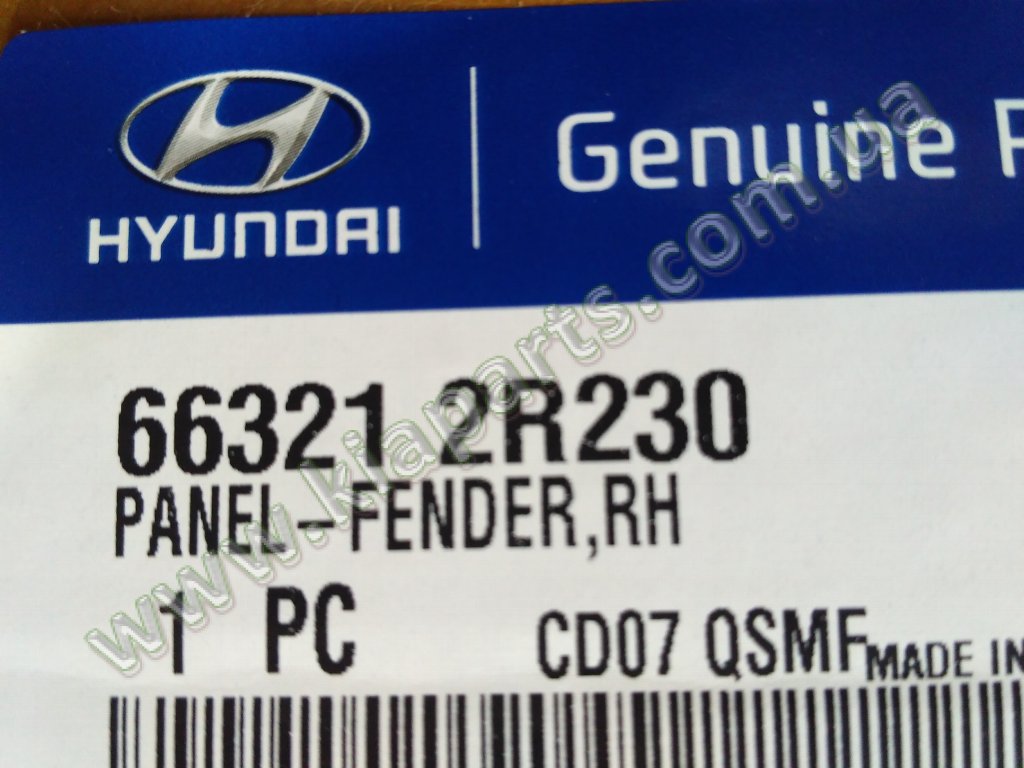 HYUNDAI
Genuine
66321 2R230
PANEL-FENDER,RH
1 PC CD07 QSMF MADE IN
www.kiaparts.com.ua